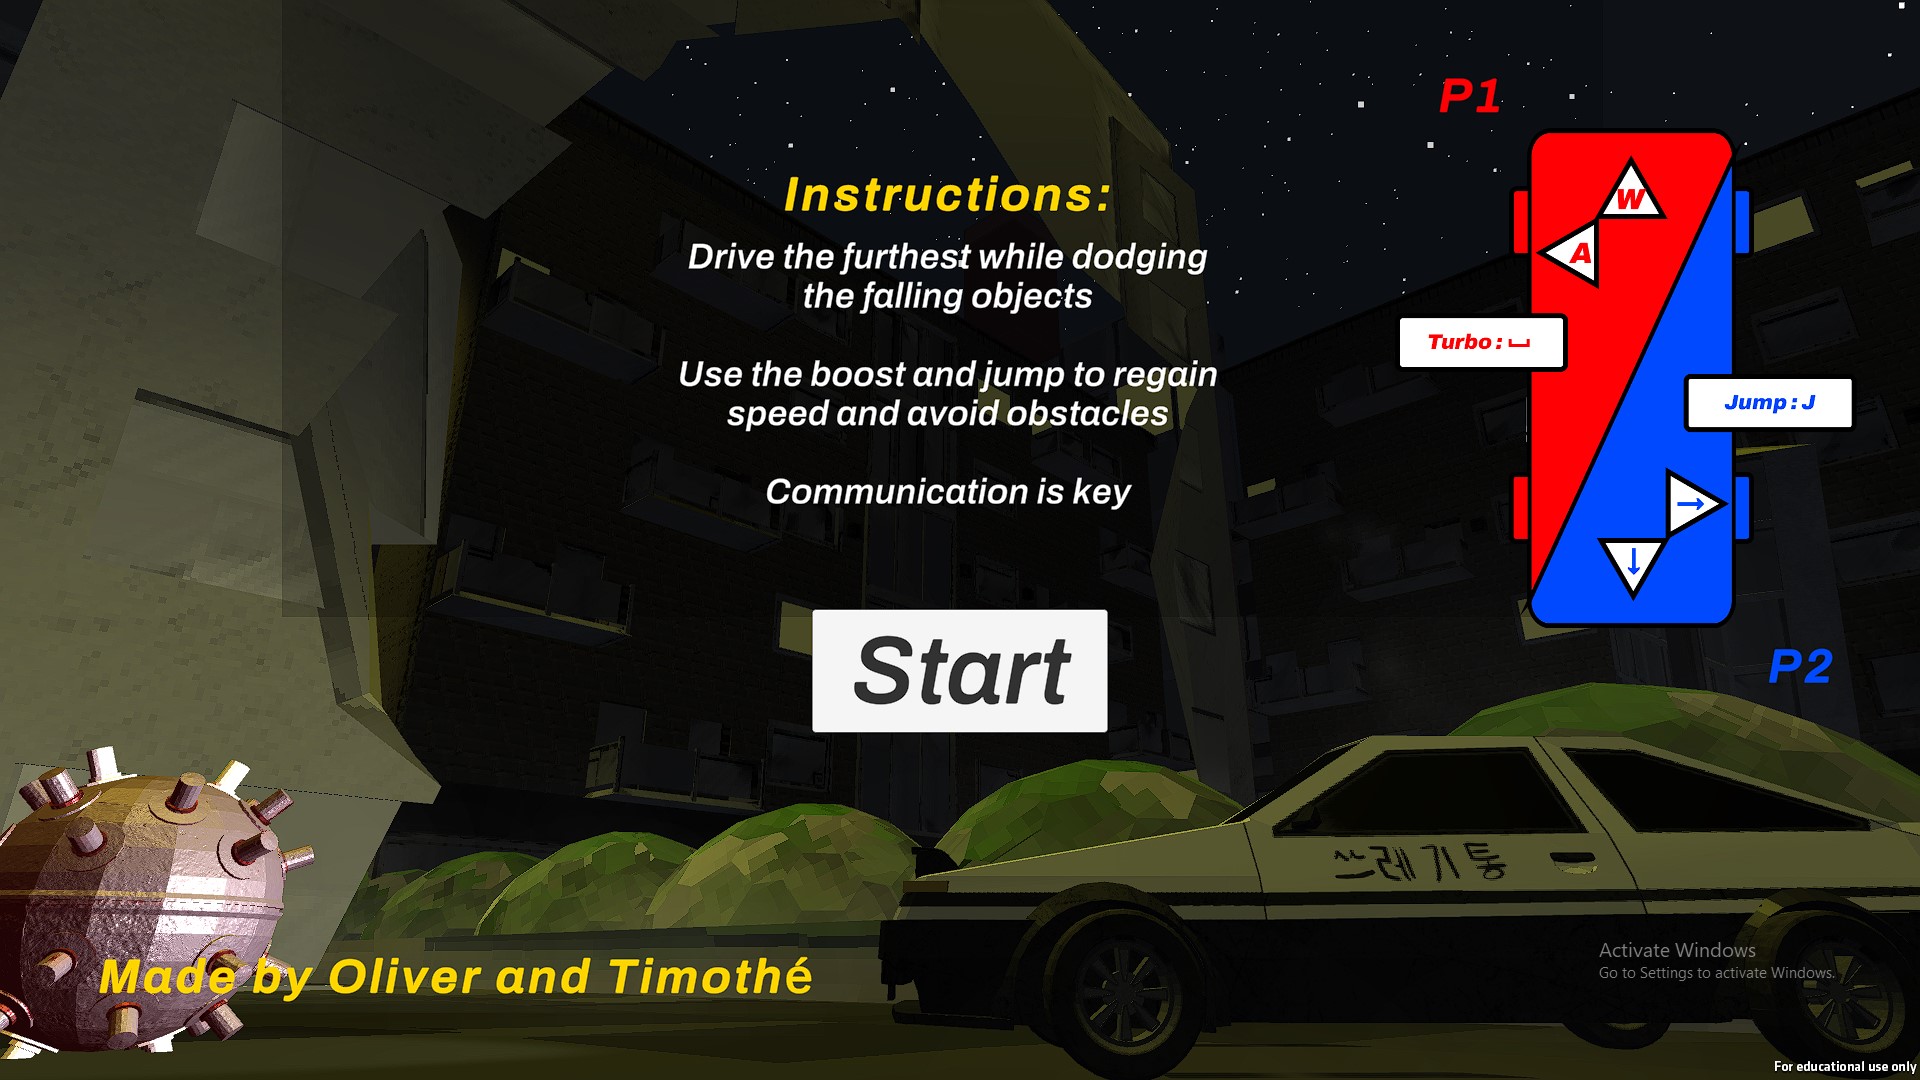 P1
Instructions:
W
Drive the furthest while dodging
A
the falling objects
Turbo: ⎵
Use the boost and jump to regain
Jump: J
speed and avoid obstacles
Communication is key
→
↓
Start
P2
쓰레기통
Activate Windows
Go to Settings to activate Windows.
Made by Oliver and Timothé
For educational use only